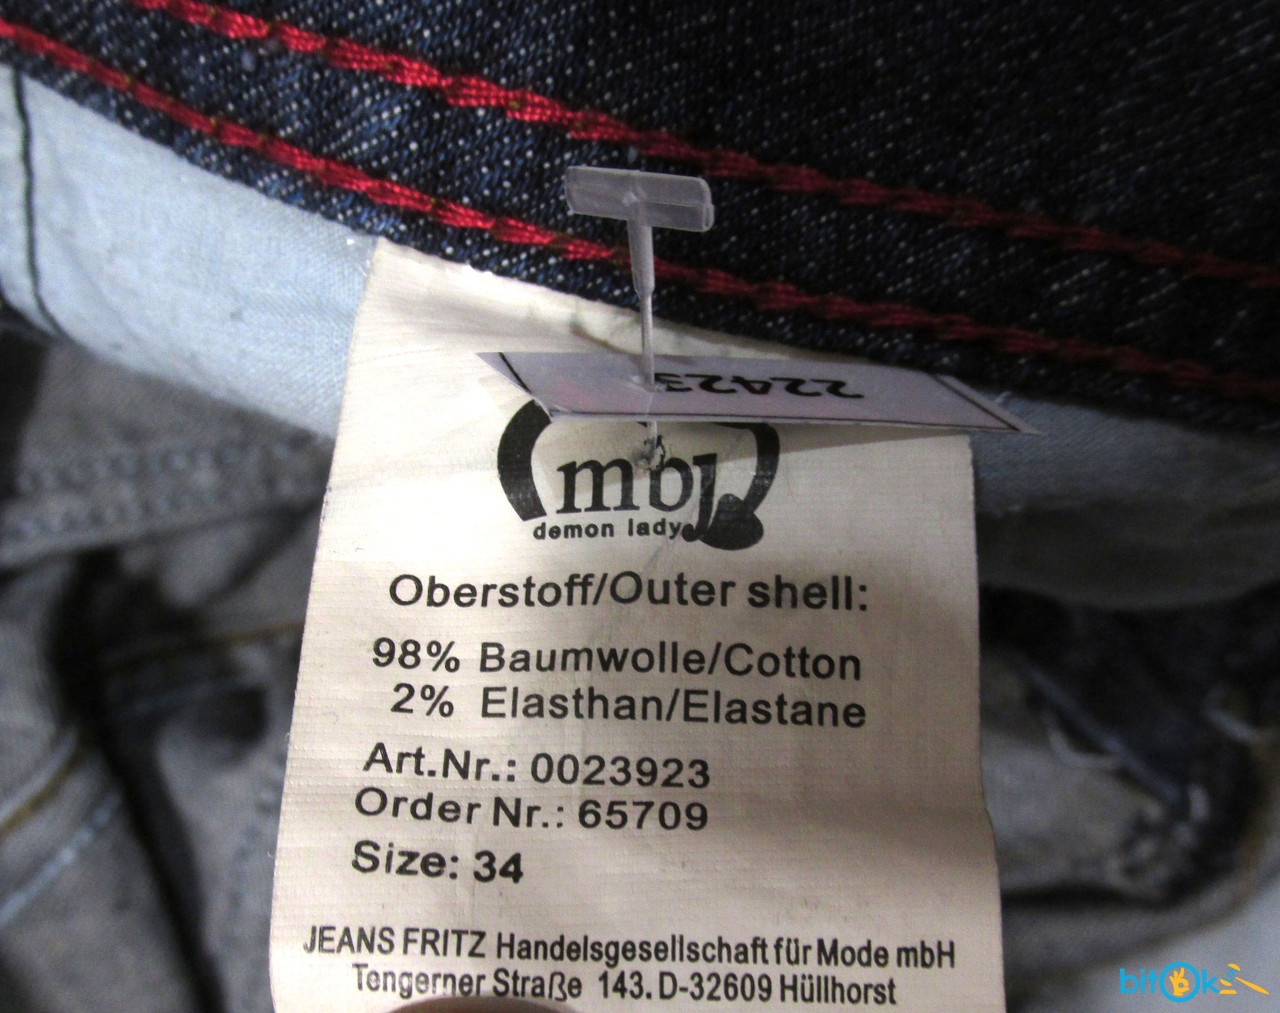 22423
mbj
demon lady
Oberstoff/Outer shell:
98% Baumwolle/Cotton
2% Elasthan/Elastane
Art.Nr.: 0023923
Order Nr.: 65709
Size: 34
JEANS FRITZ Handelsgesellschaft für Mode mbH
Tengerner Straße 143. D-32609 Hüllhorst
bitok